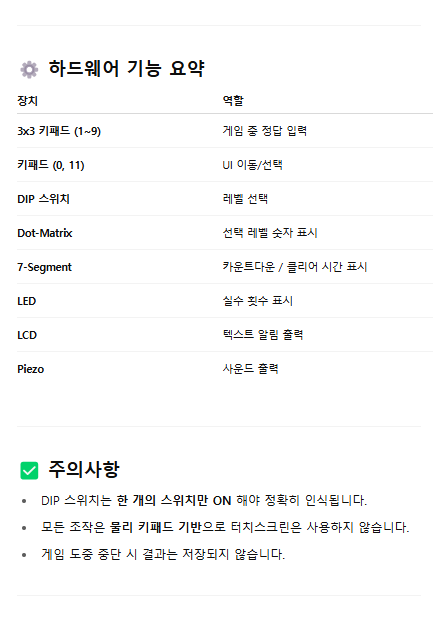 하드웨어 기능 요약
장치 역할
3x3 키패드 (1~9) 게임 중 정답 입력
키패드 (0, 11) UI 이동/선택
DIP 스위치 레벨 선택
Dot-Matrix 선택 레벨 숫자 표시
7-Segment 카운트다운 / 클리어 시간 표시
LED 실수 횟수 표시
LCD 텍스트 알림 출력
Piezo 사운드 출력
주의사항
DIP 스위치는 한 개의 스위치만 ON 해야 정확히 인식됩니다.
모든 조작은 물리 키패드 기반으로 터치스크린은 사용하지 않습니다.
게임 도중 중단 시 결과는 저장되지 않습니다.